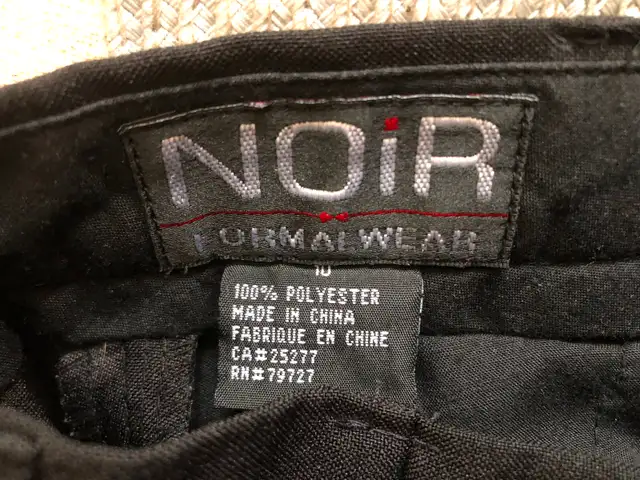 NOiR
FORMALWEAR
10
100% POLYESTER
MADE IN CHINA
FABRIQUE EN CHINE
CA#25277
RN#79727